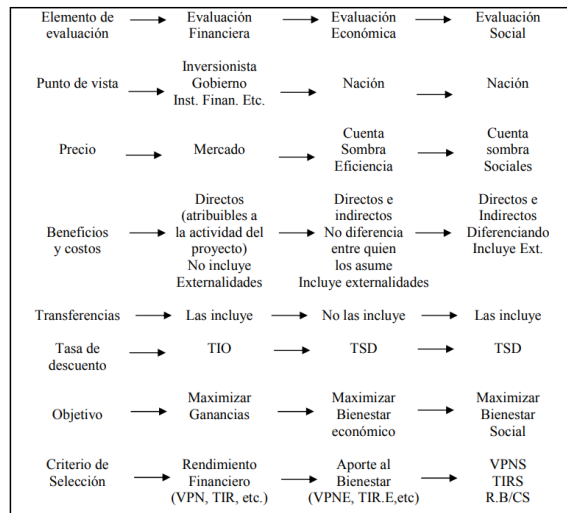 Elemento de evaluación → Evaluación Financiera → Evaluación Económica → Evaluación Social
Punto de vista → Inversionista Gobierno Inst. Finan. Etc. → Nación → Nación
Precio → Mercado → Cuenta Sombra Eficiencia → Cuenta sombra Sociales
Beneficios y costos → Directos (atribuibles a la actividad del proyecto) No incluye Externalidades → Directos e indirectos No diferencia entre quien los asume Incluye externalidades → Directos e Indirectos Diferenciando Incluye Ext.
Transferencias → Las incluye → No las incluye → Las incluye
Tasa de descuento → TIO → TSD → TSD
Objetivo → Maximizar Ganancias → Maximizar Bienestar económico → Maximizar Bienestar Social
Criterio de Selección → Rendimiento Financiero (VPN, TIR, etc.) → Aporte al Bienestar (VPNE, TIR.E,etc) → VPNS TIRS R.B/CS